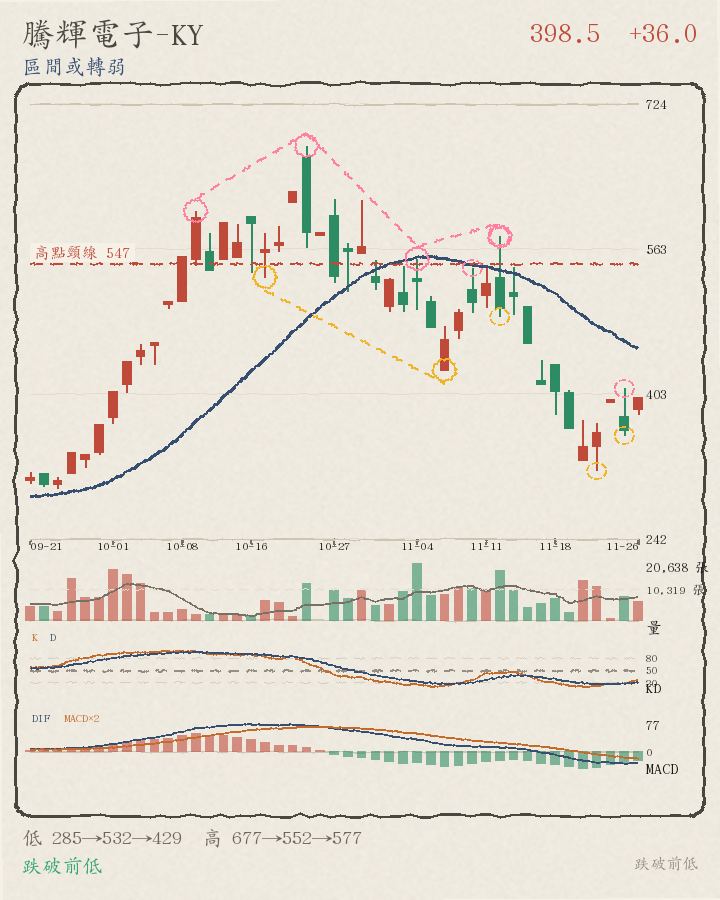 騰輝電子-KY 398.5 +36.0
區間或轉弱
724
高點頸線 547
563
403
242
09-21 10-01 10-08 10-16 10-27 11-04 11-11 11-18 11-26
20,638 張
10,319 張
量
K D
80
50
20
KD
DIF MACD×2
77
0
MACD
低 285→532→429 高 677→552→577
跌破前低 跌破前低